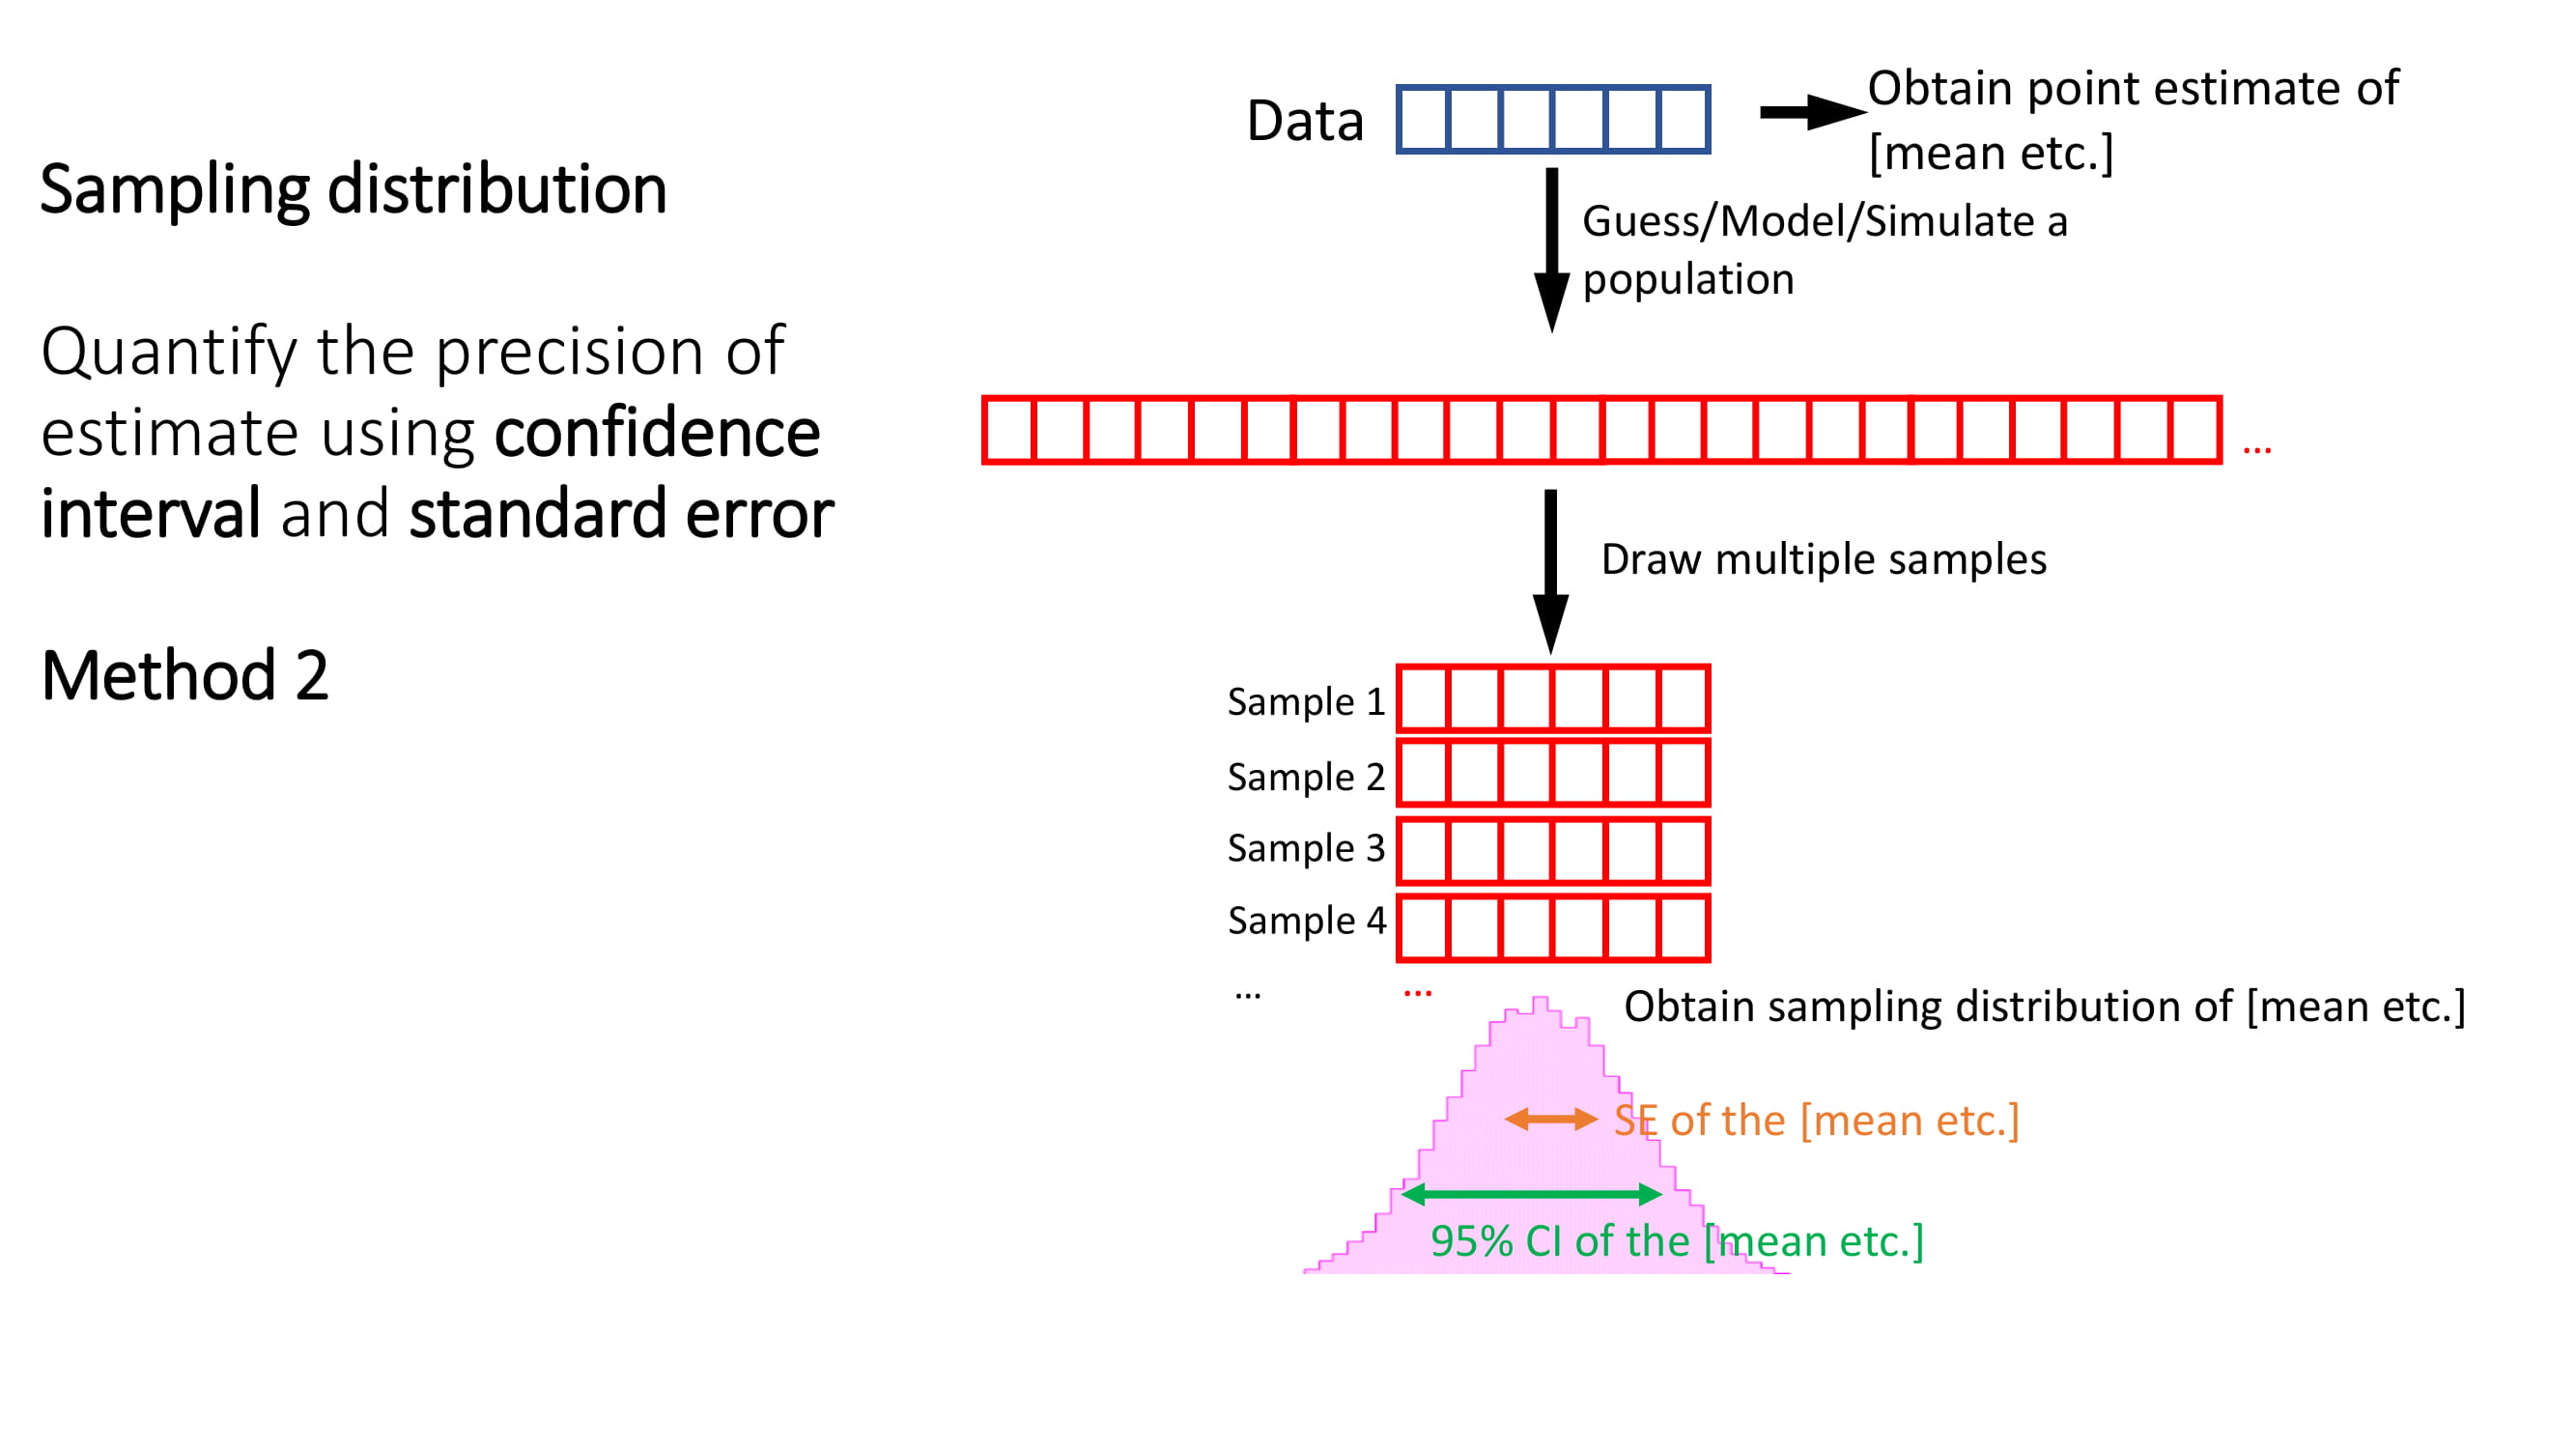 Sampling distribution
Quantify the precision of
estimate using confidence
interval and standard error
Method 2
Data
Obtain point estimate of
[mean etc.]
Guess/Model/Simulate a
population
...
Draw multiple samples
Sample 1
Sample 2
Sample 3
Sample 4
...
...
Obtain sampling distribution of [mean etc.]
SE of the [mean etc.]
95% CI of the [mean etc.]